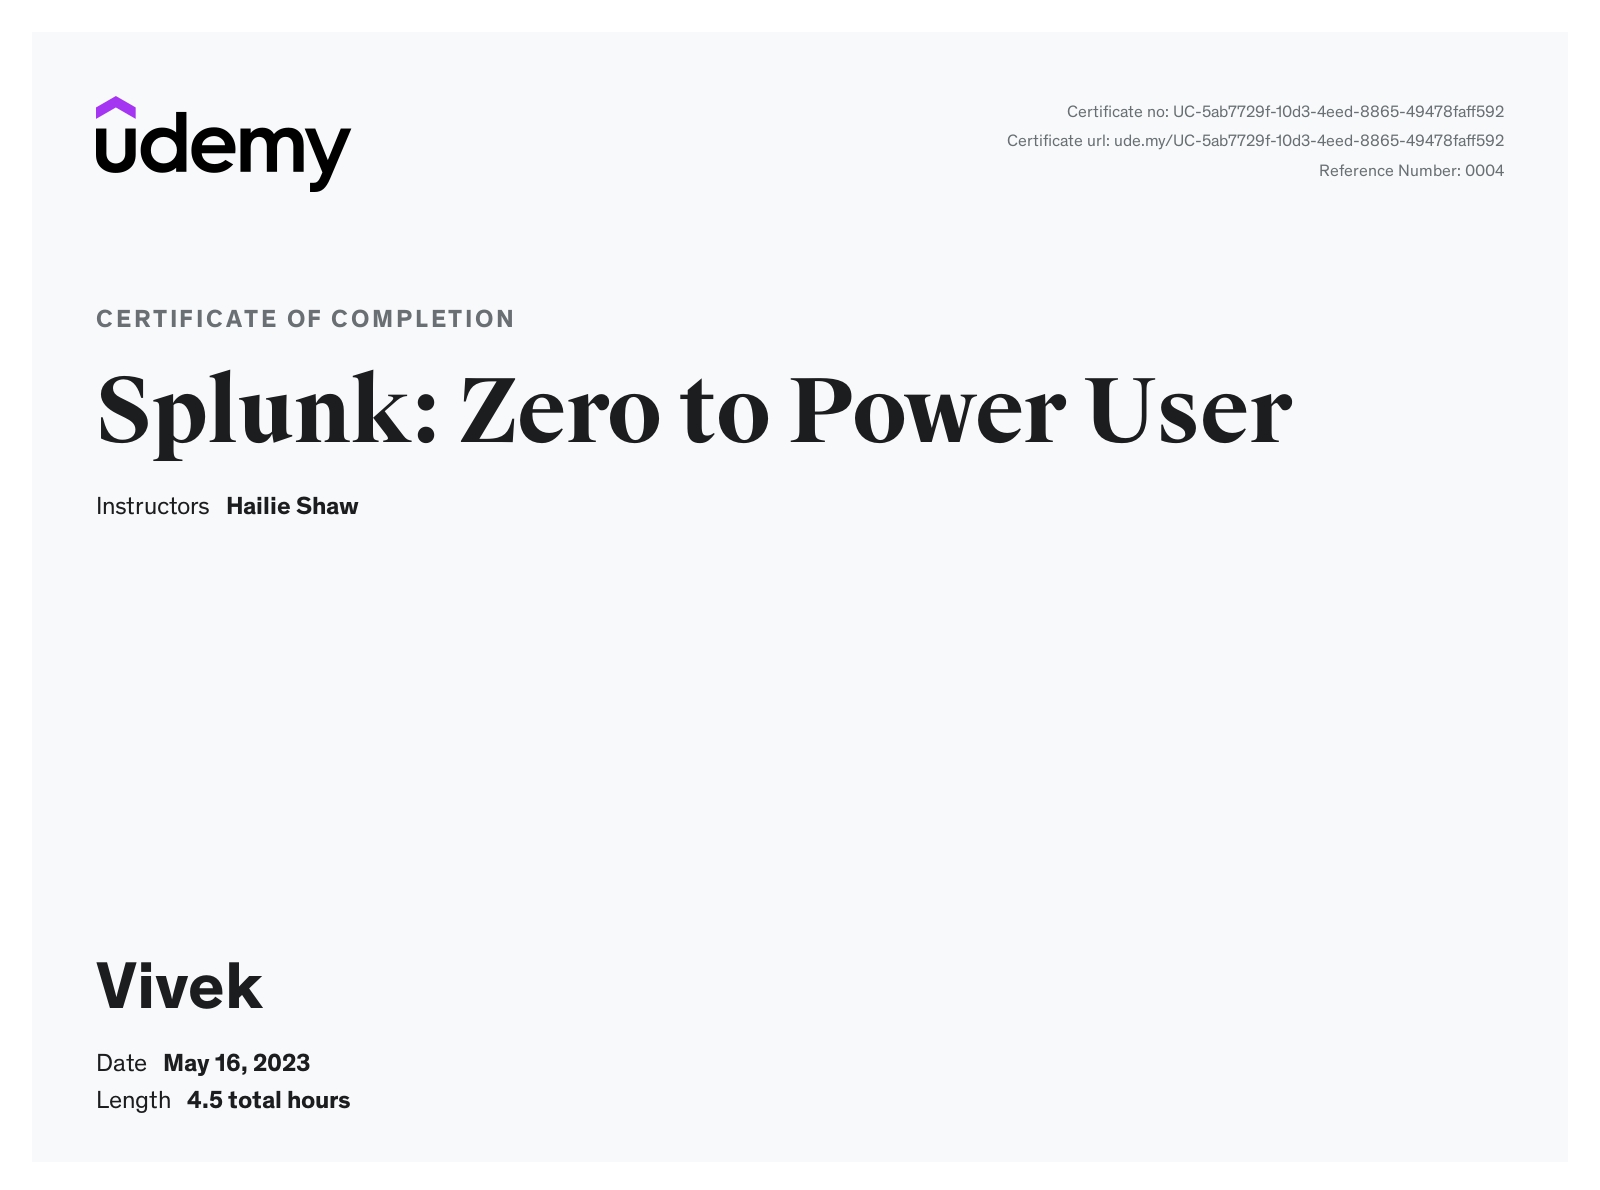 udemy
Certificate no: UC-5ab7729f-10d3-4eed-8865-49478faff592
Certificate url: ude.my/UC-5ab7729f-10d3-4eed-8865-49478faff592
Reference Number: 0004
CERTIFICATE OF COMPLETION
Splunk: Zero to Power User
Instructors Hailie Shaw
Vivek
Date May 16, 2023
Length 4.5 total hours